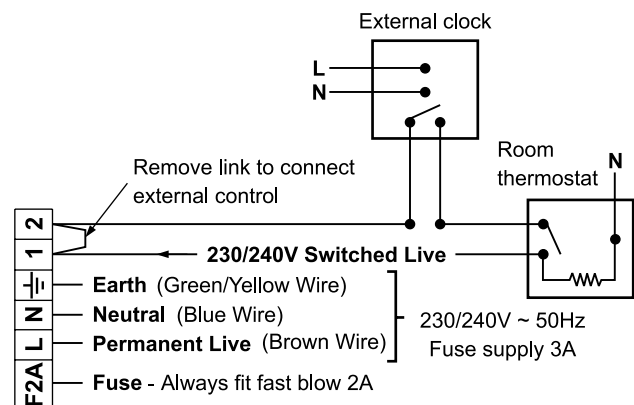 External clock
L
N
Remove link to connect
external control
Room
thermostat
N
2
1
230/240V Switched Live
Earth (Green/Yellow Wire)
N
Neutral (Blue Wire)
L
Permanent Live (Brown Wire)
230/240V ~ 50Hz
Fuse supply 3A
F2A
Fuse - Always fit fast blow 2A